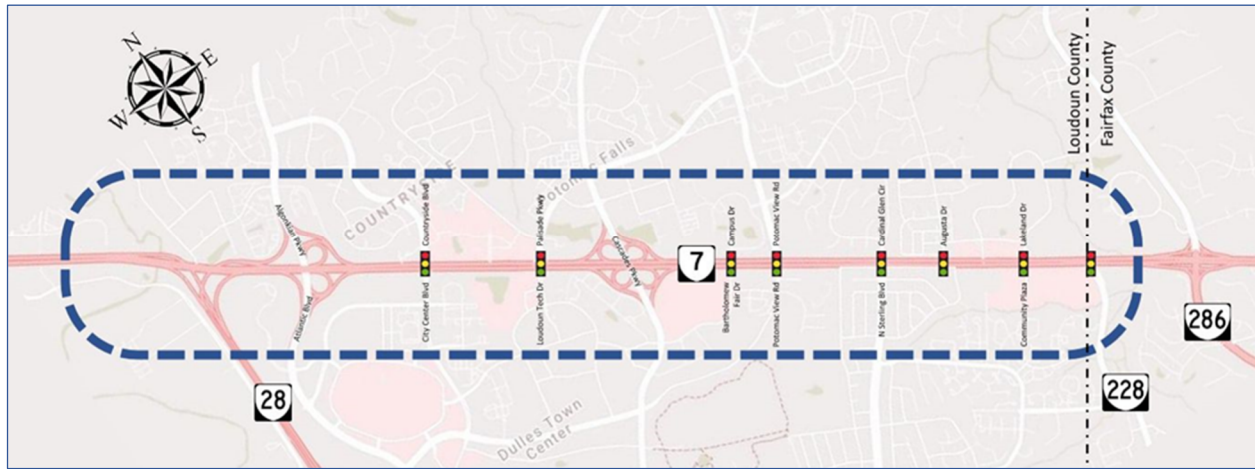 N
E
W
S
Loudoun County
Fairfax County
COUNTRYSIDE
Potomac Falls
Algonkian Pkwy
Atlantic Blvd
Countryside Blvd
City Center Blvd
Palisade Pkwy
Loudoun Tech Dr
Cascades Pkwy
7
Campus Dr
Bartholomew
Fair Dr
Potomac View Rd
Potomac View Rd
Cardinal Glen Cir
N Sterling Blvd
Augusta Dr
Lakeland Dr
Community Plaza
286
28
228
Dulles Town
Center